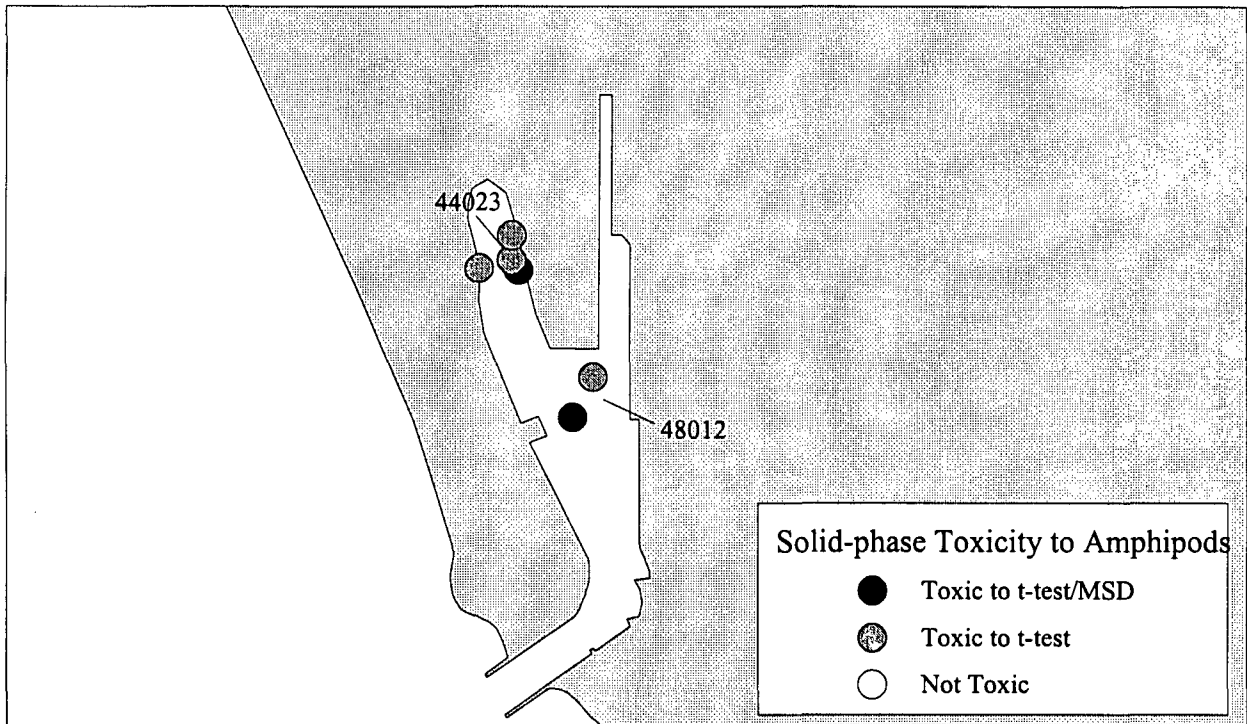 44023
48012
Solid-phase Toxicity to Amphipods
Toxic to t-test/MSD
Toxic to t-test
Not Toxic